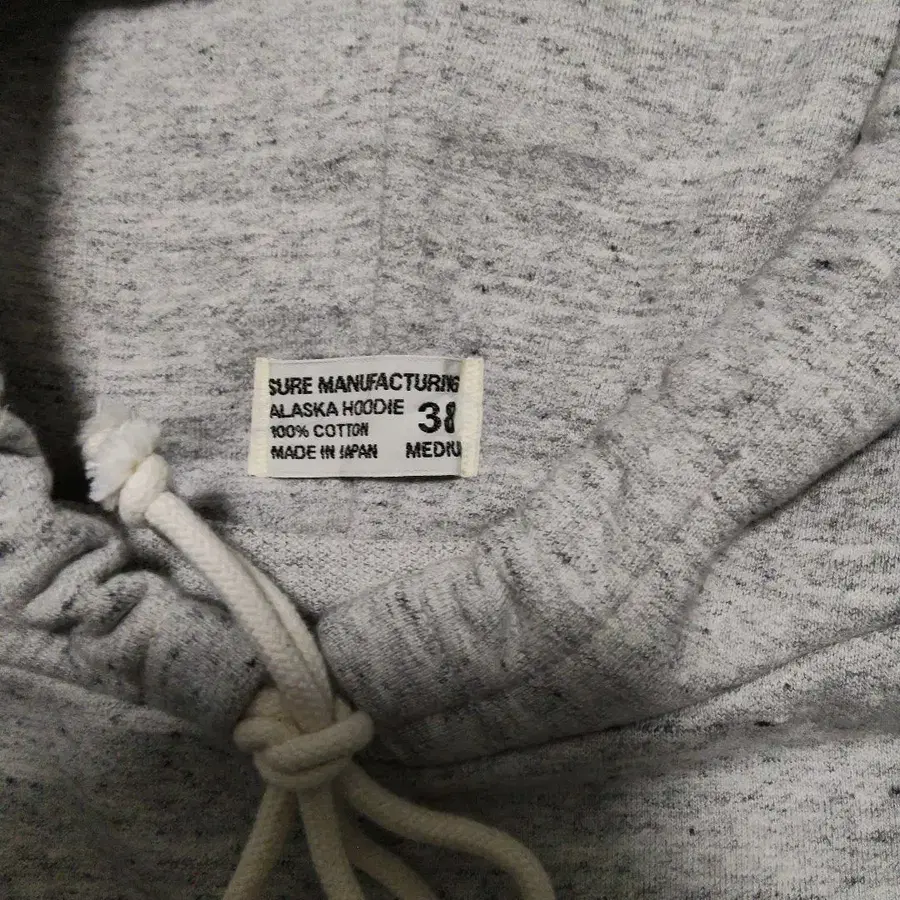 SURE MANUFACTURING
ALASKA HOODIE
38
100% COTTON
MADE IN JAPAN
MEDIU